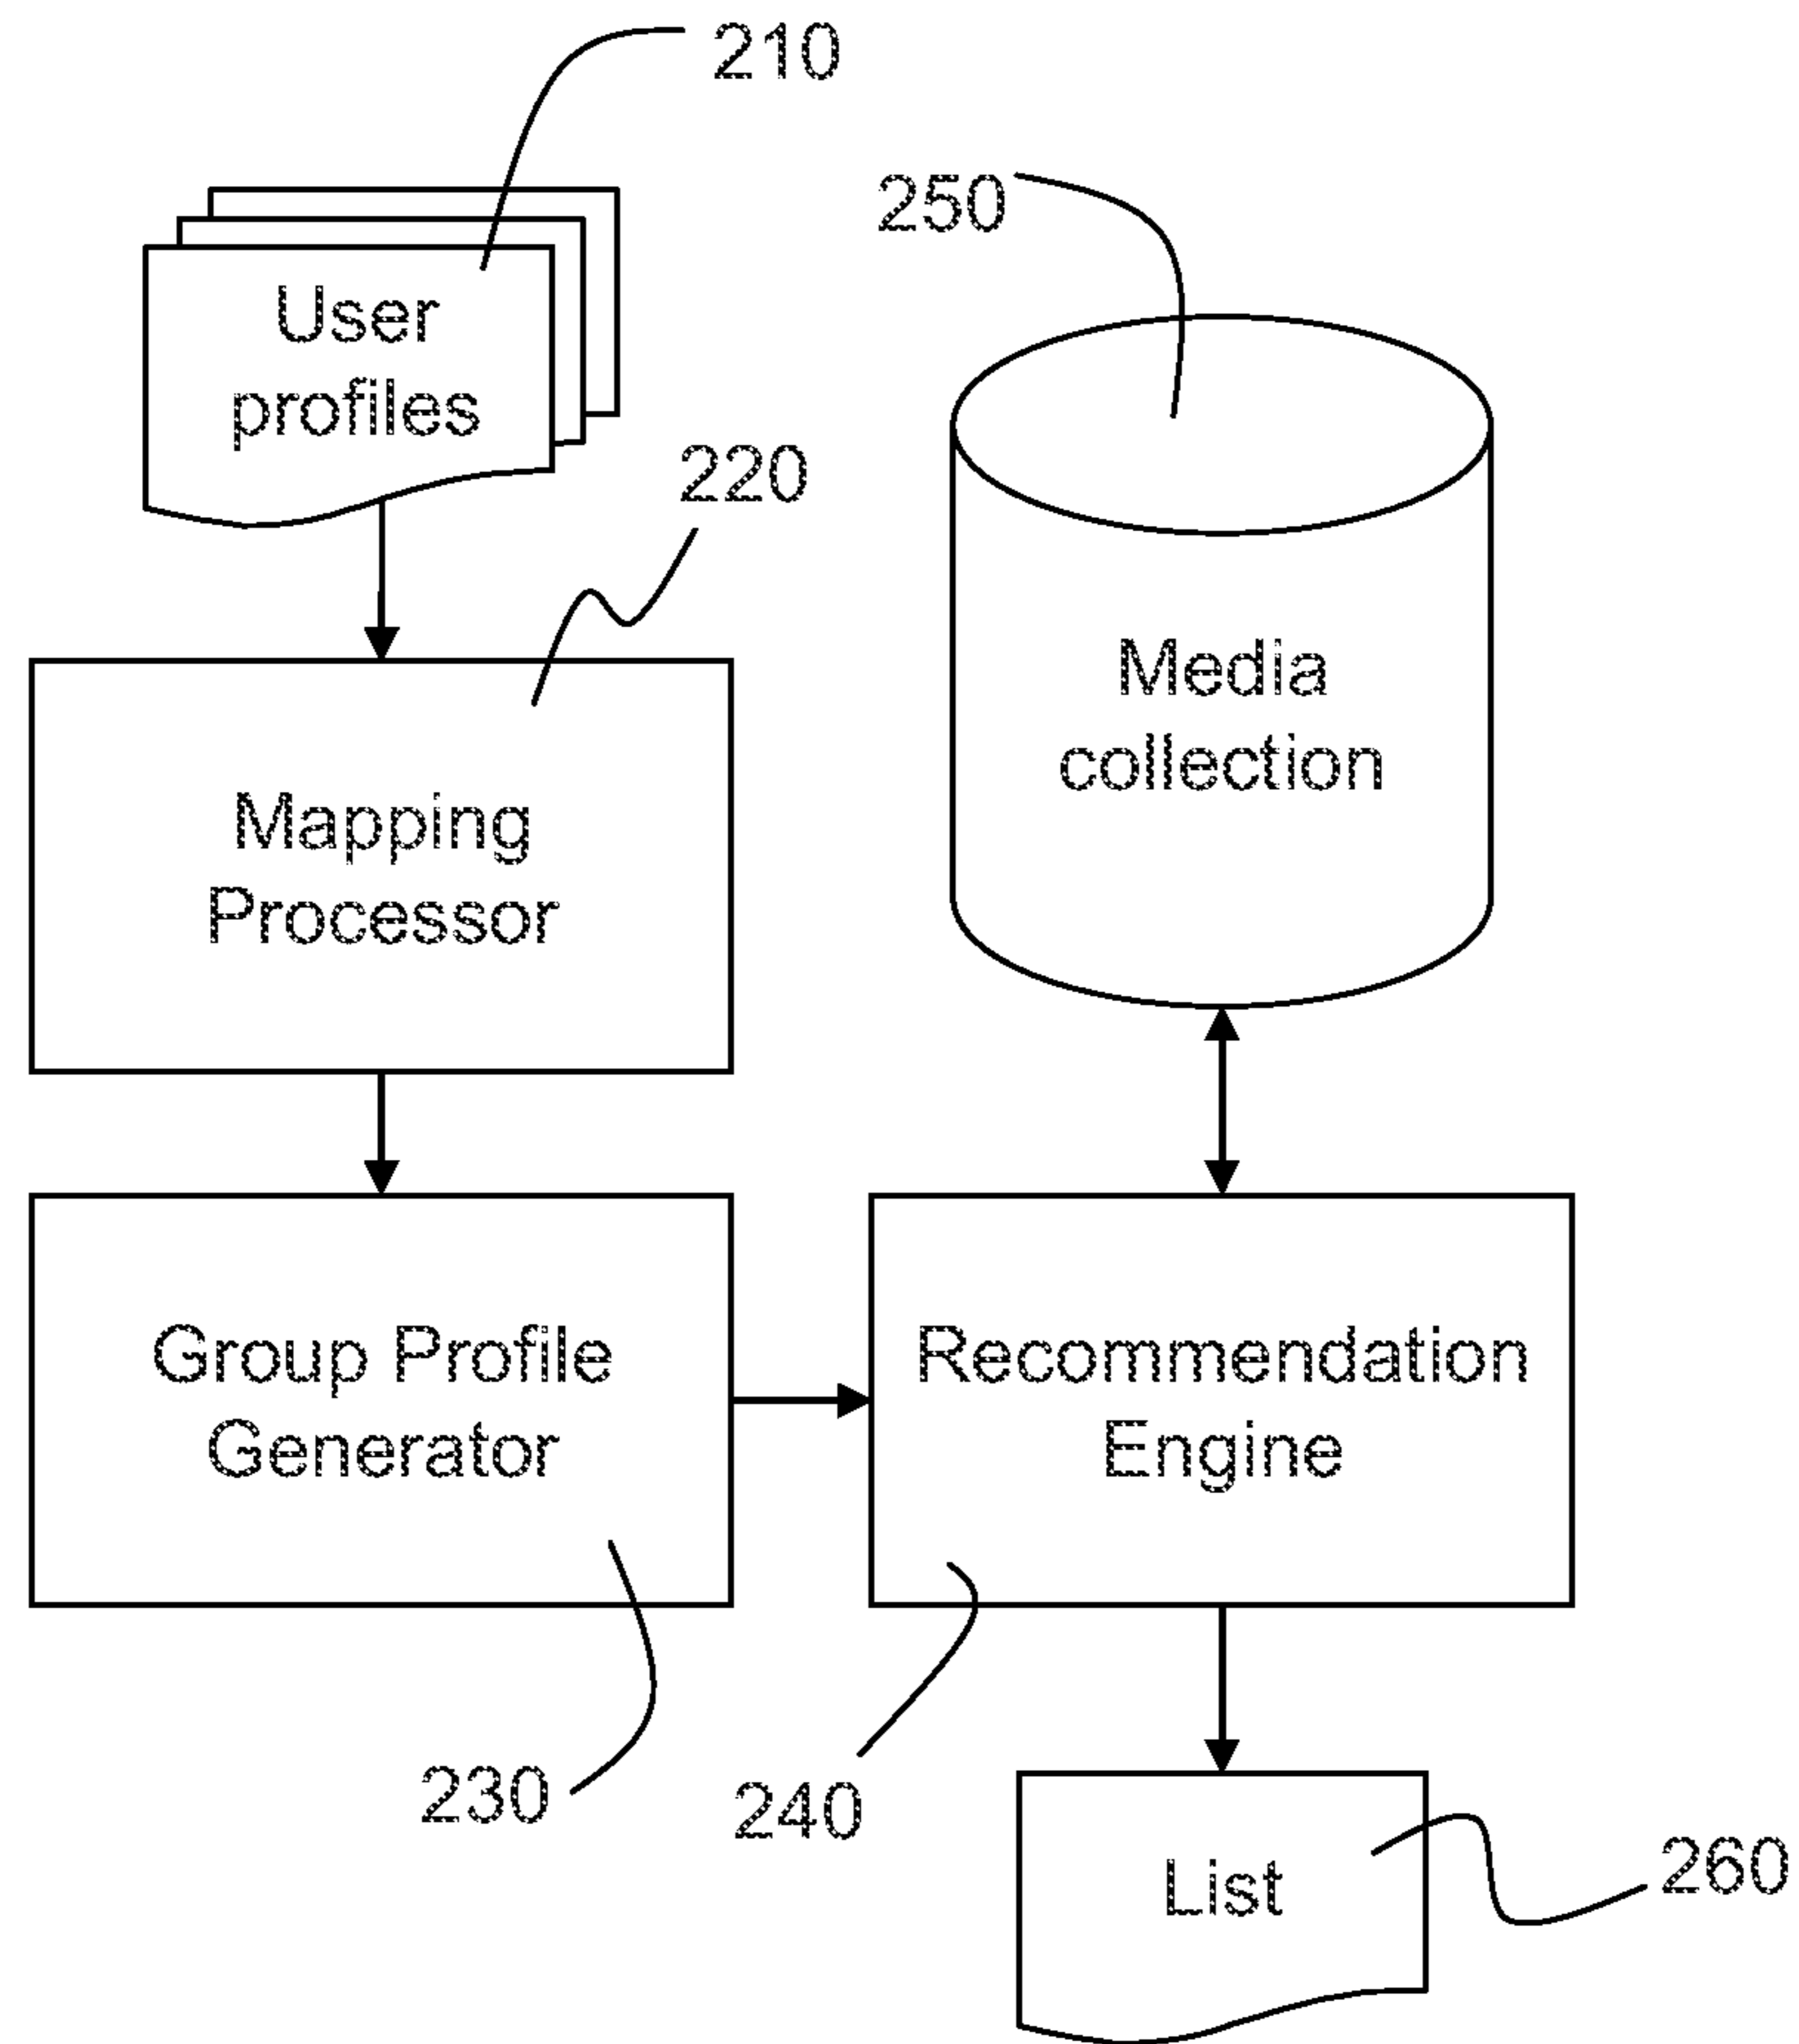 210
250
User
profiles
220
Media
collection
Mapping
Processor
Group Profile
Generator
Recommendation
Engine
230
240
List
260